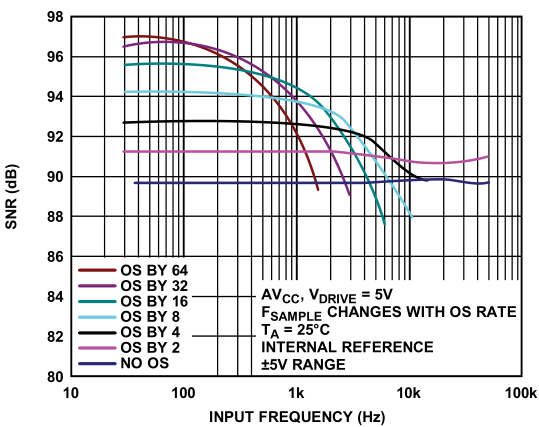 98
96
94
92
90
88
86
84
82
80
SNR (dB)
OS BY 64
OS BY 32
OS BY 16
OS BY 8
OS BY 4
OS BY 2
NO OS
AVCC, VDRIVE = 5V
FSAMPLE CHANGES WITH OS RATE
TA = 25°C
INTERNAL REFERENCE
±5V RANGE
10 100 1k 10k 100k
INPUT FREQUENCY (Hz)